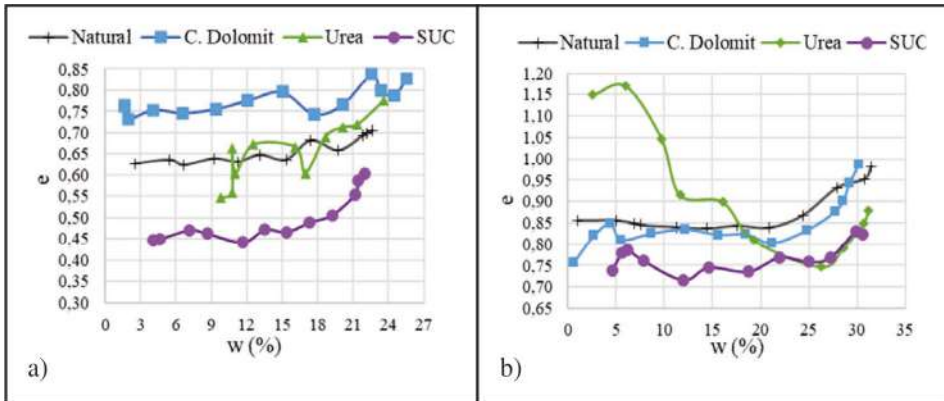 Natural C. Dolomit Urea SUC
0,85
0,80
0,75
0,70
0,65
0,60
0,55
0,50
0,45
0,40
0,35
0,30
e
0 3 6 9 12 15 18 21 24 27
w (%)
a)
Natural C. Dolomit Urea SUC
1,20
1,15
1,10
1,05
1,00
0,95
0,90
0,85
0,80
0,75
0,70
0,65
e
0 5 10 15 20 25 30 35
w (%)
b)